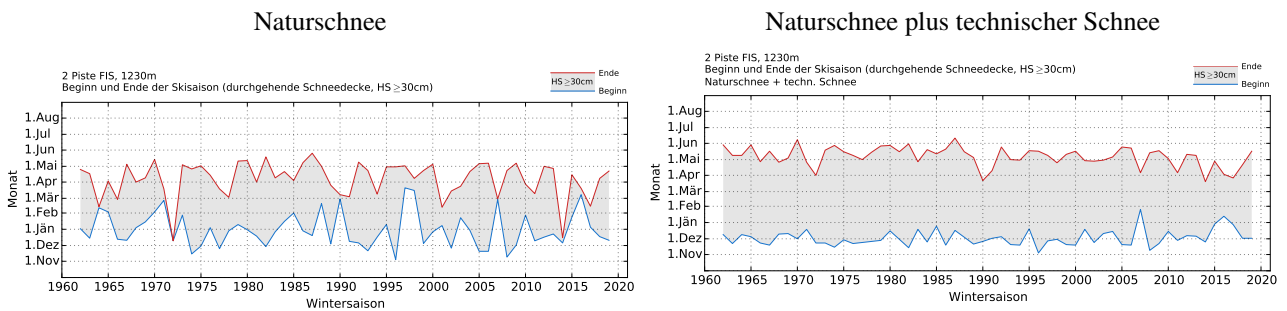 Naturschnee
2 Piste FIS, 1230m
Beginn und Ende der Skisaison (durchgehende Schneedecke, HS ≥30cm)
Ende
HS ≥30cm
Beginn
1.Aug
1.Jul
1.Jun
1.Mai
1.Apr
1.Mär
1.Feb
1.Jän
1.Dez
1.Nov
Monat
1960 1965 1970 1975 1980 1985 1990 1995 2000 2005 2010 2015 2020
Wintersaison
Naturschnee plus technischer Schnee
2 Piste FIS, 1230m
Beginn und Ende der Skisaison (durchgehende Schneedecke, HS ≥30cm)
Naturschnee + techn. Schnee
Ende
HS ≥30cm
Beginn
1.Aug
1.Jul
1.Jun
1.Mai
1.Apr
1.Mär
1.Feb
1.Jän
1.Dez
1.Nov
Monat
1960 1965 1970 1975 1980 1985 1990 1995 2000 2005 2010 2015 2020
Wintersaison